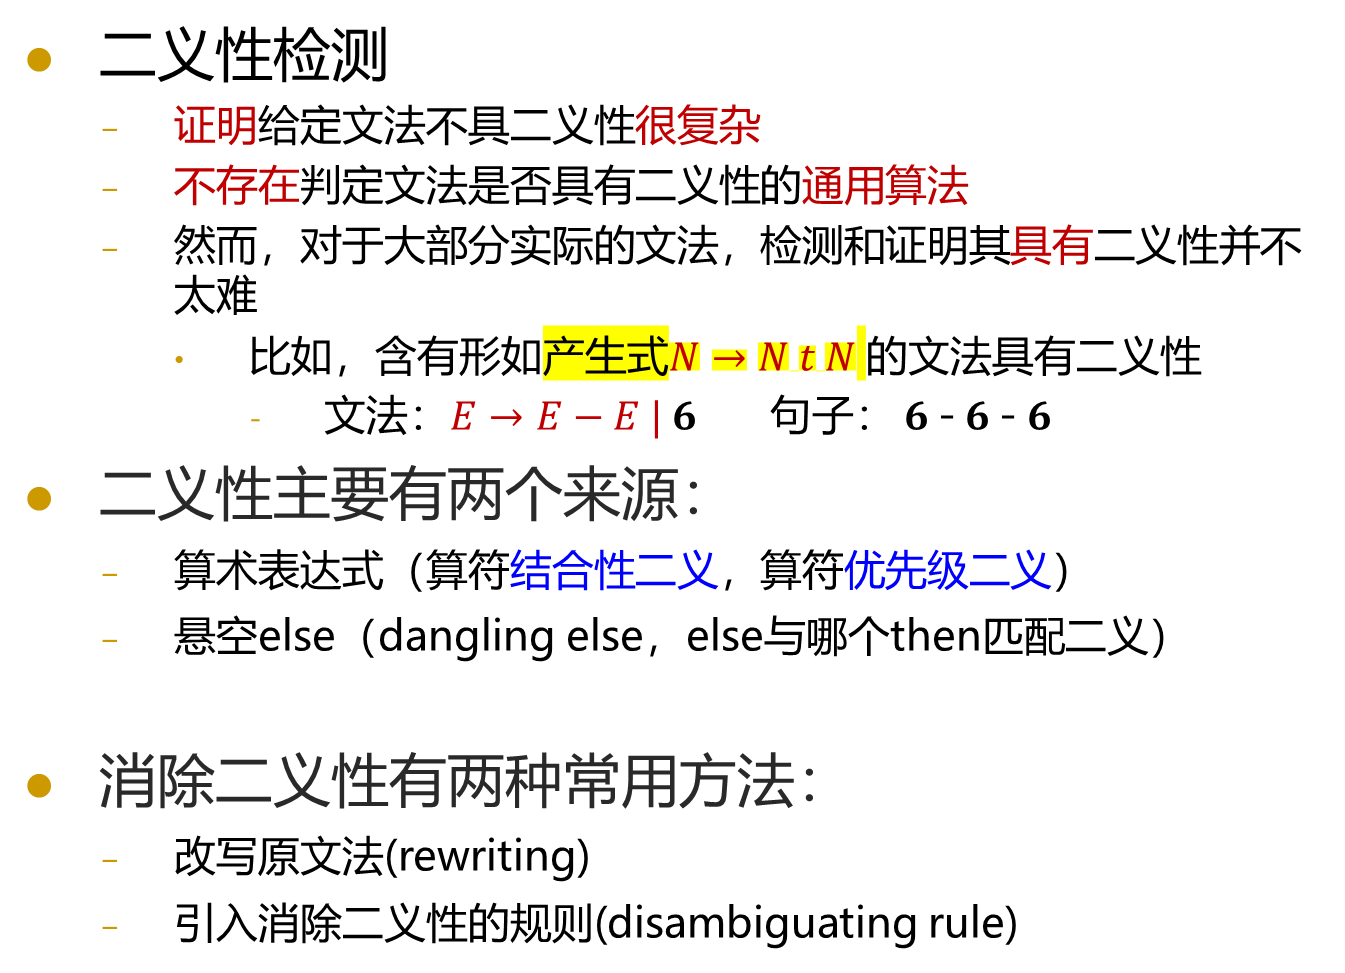 ● 二义性检测
– 证明给定文法不具二义性很复杂
– 不存在判定文法是否具有二义性的通用算法
– 然而，对于大部分实际的文法，检测和证明其具有二义性并不
太难
• 比如，含有形如产生式N → N t N 的文法具有二义性
- 文法：E → E − E | 6 句子： 6 - 6 - 6
● 二义性主要有两个来源：
– 算术表达式（算符结合性二义，算符优先级二义）
– 悬空else（dangling else，else与哪个then匹配二义）
● 消除二义性有两种常用方法：
– 改写原文法(rewriting)
– 引入消除二义性的规则(disambiguating rule)